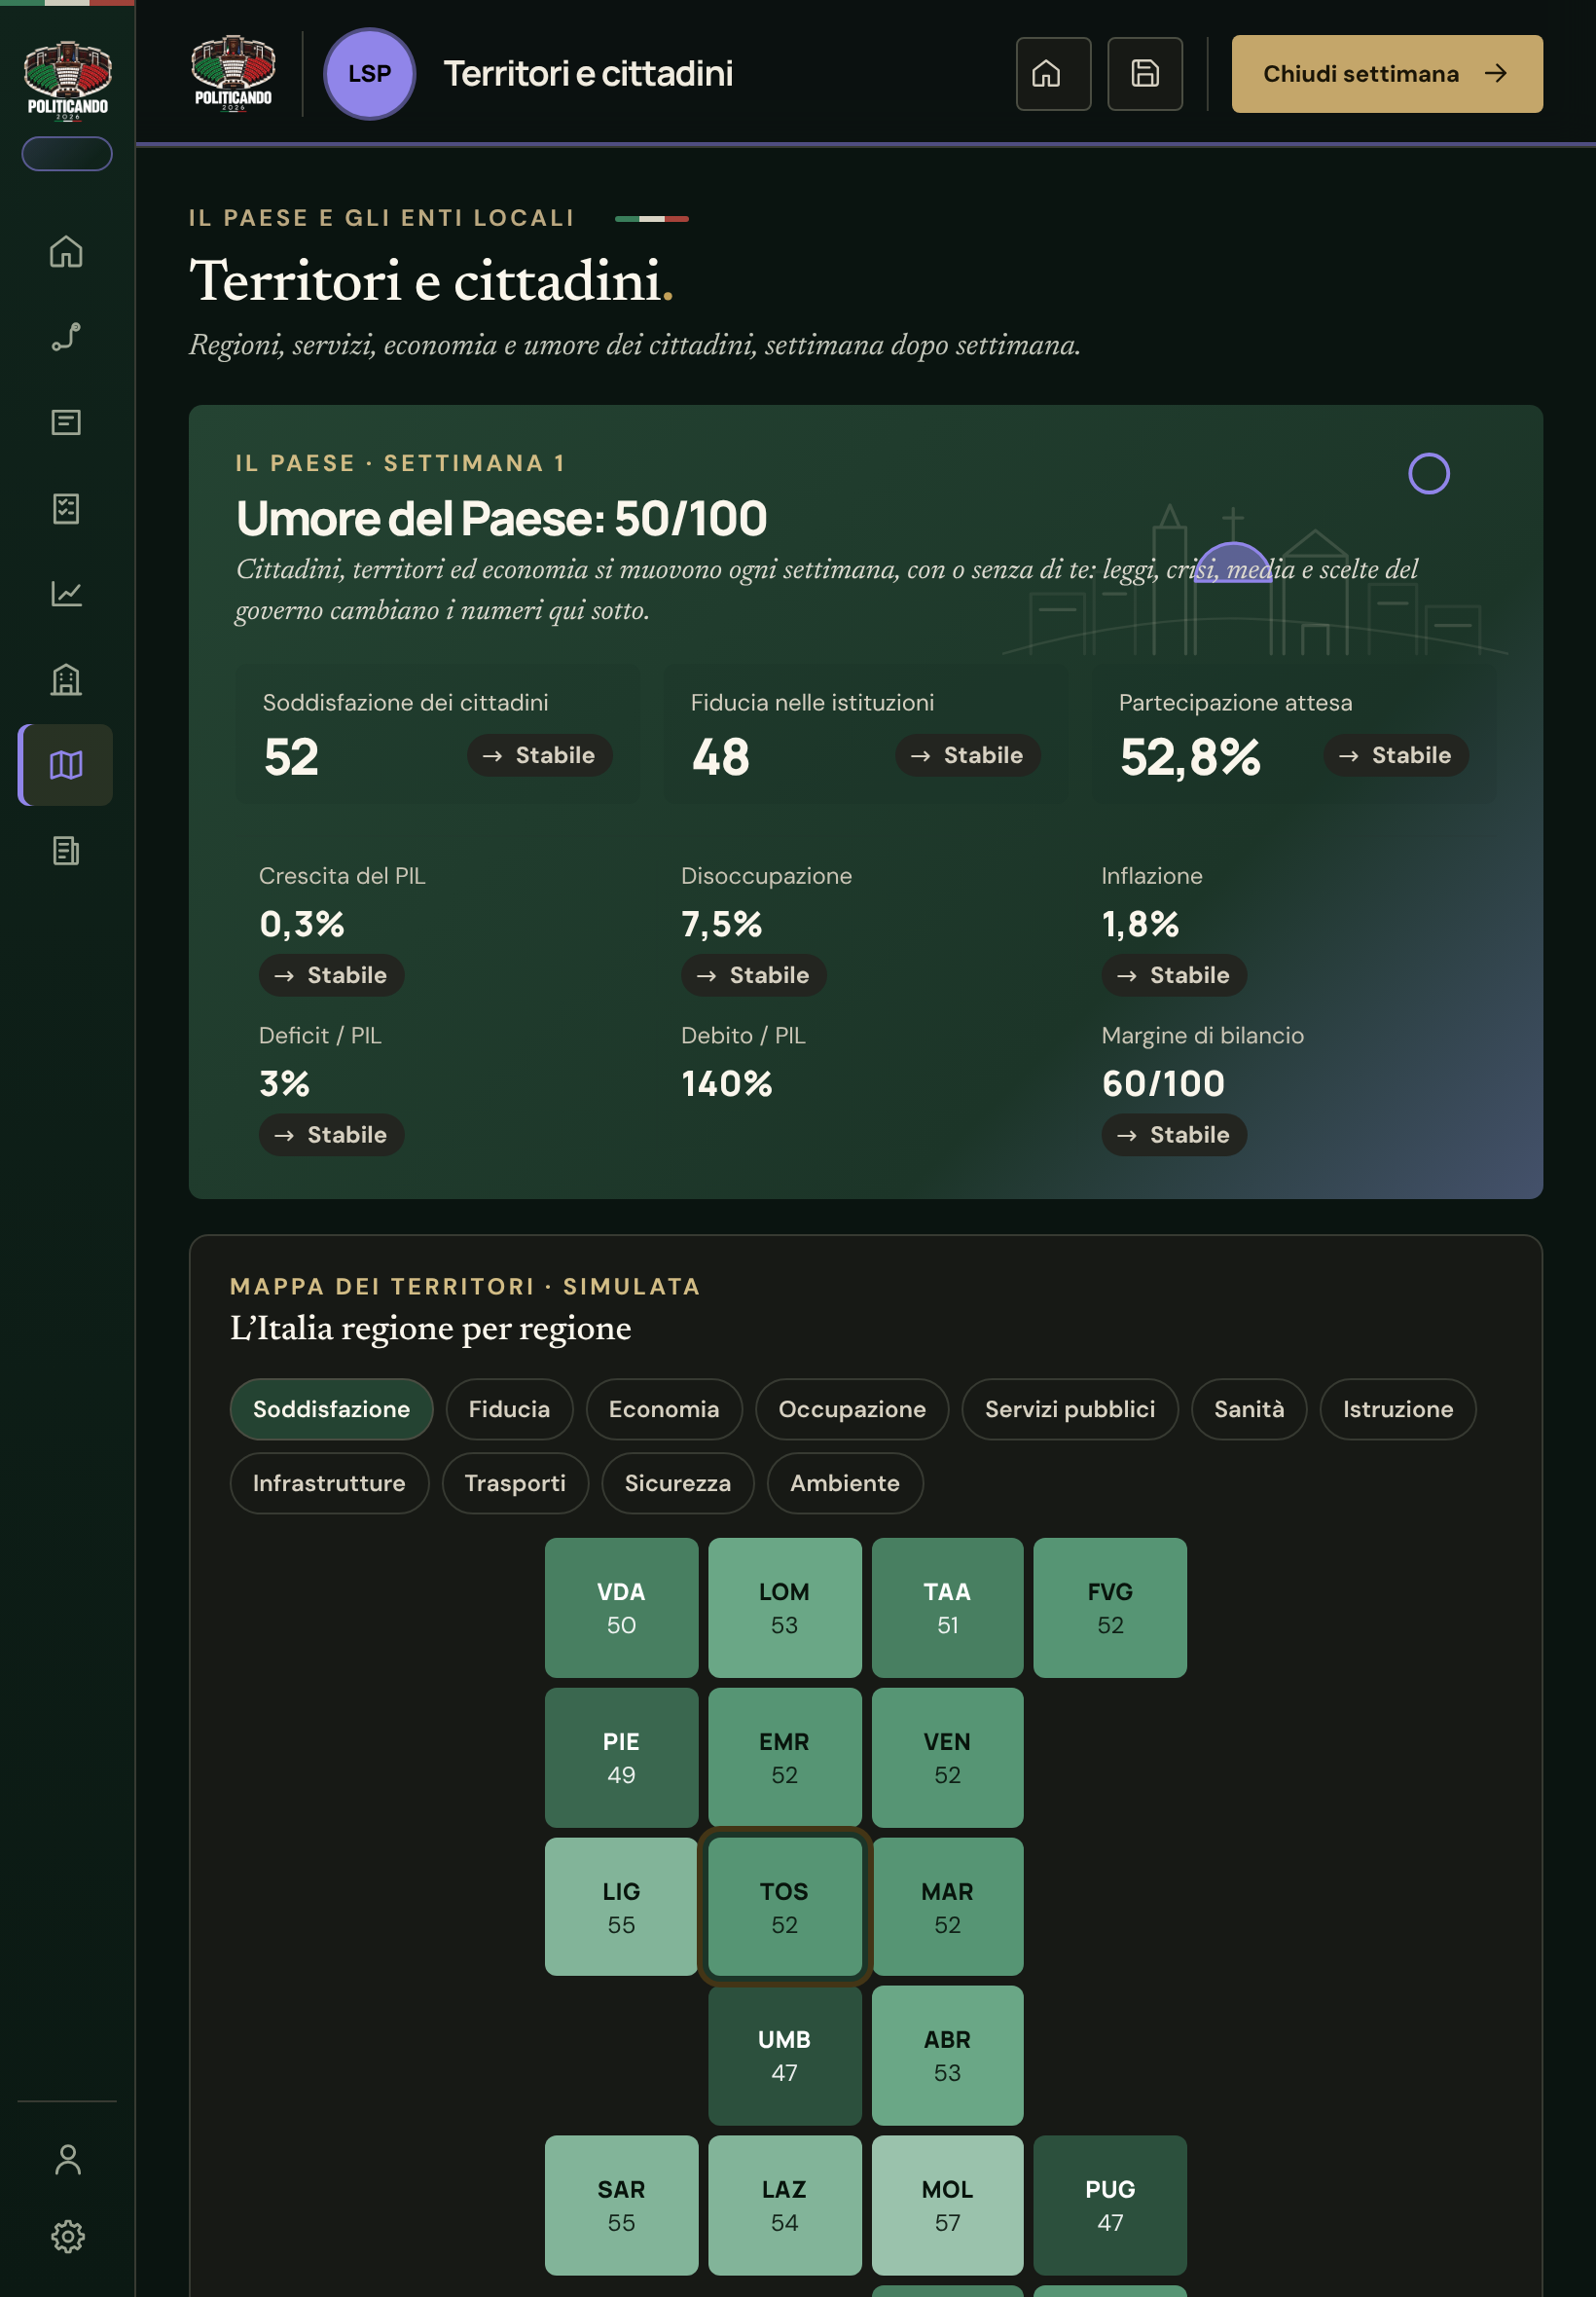 POLITICANDO
2026
POLITICANDO
2026
LSP
Territori e cittadini
Chiudi settimana →
IL PAESE E GLI ENTI LOCALI
Territori e cittadini.
Regioni, servizi, economia e umore dei cittadini, settimana dopo settimana.
IL PAESE · SETTIMANA 1
Umore del Paese: 50/100
Cittadini, territori ed economia si muovono ogni settimana, con o senza di te: leggi, crisi, media e scelte del
governo cambiano i numeri qui sotto.
Soddisfazione dei cittadini
52 → Stabile
Fiducia nelle istituzioni
48 → Stabile
Partecipazione attesa
52,8% → Stabile
Crescita del PIL
0,3%
→ Stabile
Disoccupazione
7,5%
→ Stabile
Inflazione
1,8%
→ Stabile
Deficit / PIL
3%
→ Stabile
Debito / PIL
140%
Margine di bilancio
60/100
→ Stabile
MAPPA DEI TERRITORI · SIMULATA
L’Italia regione per regione
Soddisfazione Fiducia Economia Occupazione Servizi pubblici Sanità Istruzione
Infrastrutture Trasporti Sicurezza Ambiente
VDA
50
LOM
53
TAA
51
FVG
52
PIE
49
EMR
52
VEN
52
LIG
55
TOS
52
MAR
52
UMB
47
ABR
53
SAR
55
LAZ
54
MOL
57
PUG
47